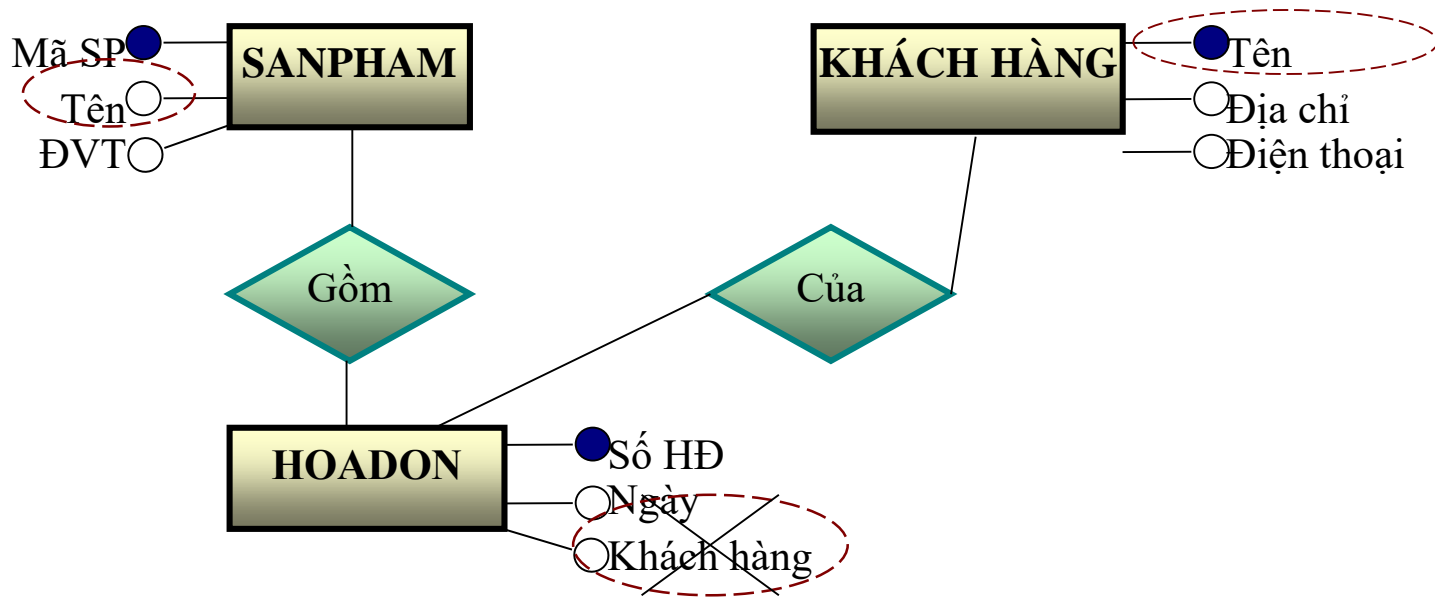 Mã SP
Tên
ĐVT
SANPHAM
KHÁCH HÀNG
Tên
Địa chỉ
Điện thoại
Gồm
Của
HOADON
Số HĐ
Ngày
Khách hàng